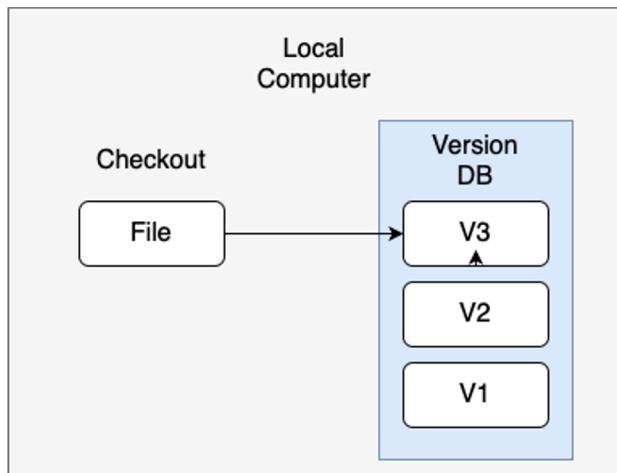 Local
Computer
Checkout
Version
DB
File
V3
V2
V1